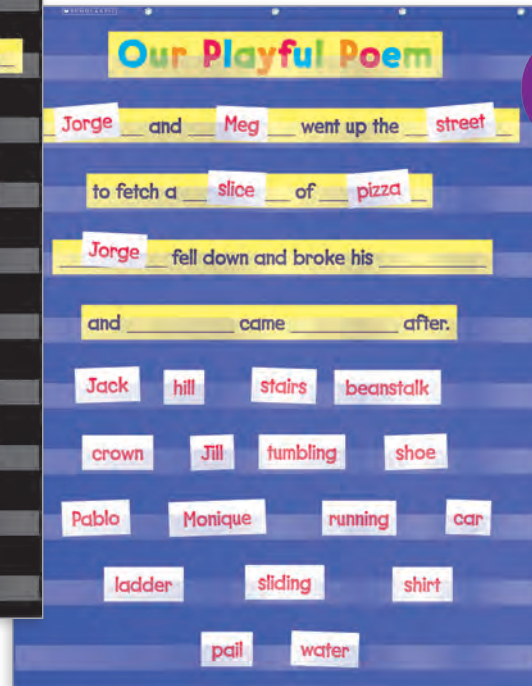 SCHOLASTIC
Our Playful Poem
Jorge and Meg went up the street
to fetch a slice of pizza
Jorge fell down and broke his
and came after.
Jack hill stairs beanstalk
crown Jill tumbling shoe
Pablo Monique running car
ladder sliding shirt
pail water